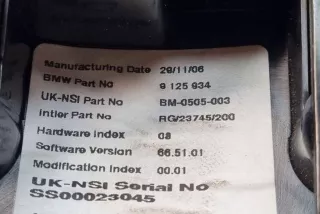 Manufacturing Date 29/11/06
BMW Part No 9 125 934
UK-NSI Part No BM-0505-003
Intier Part No RG/23745/200
Hardware Index 08
Software Version 66.51.01
Modification Index 00.01
UK-NSI Serial No
SS00023045